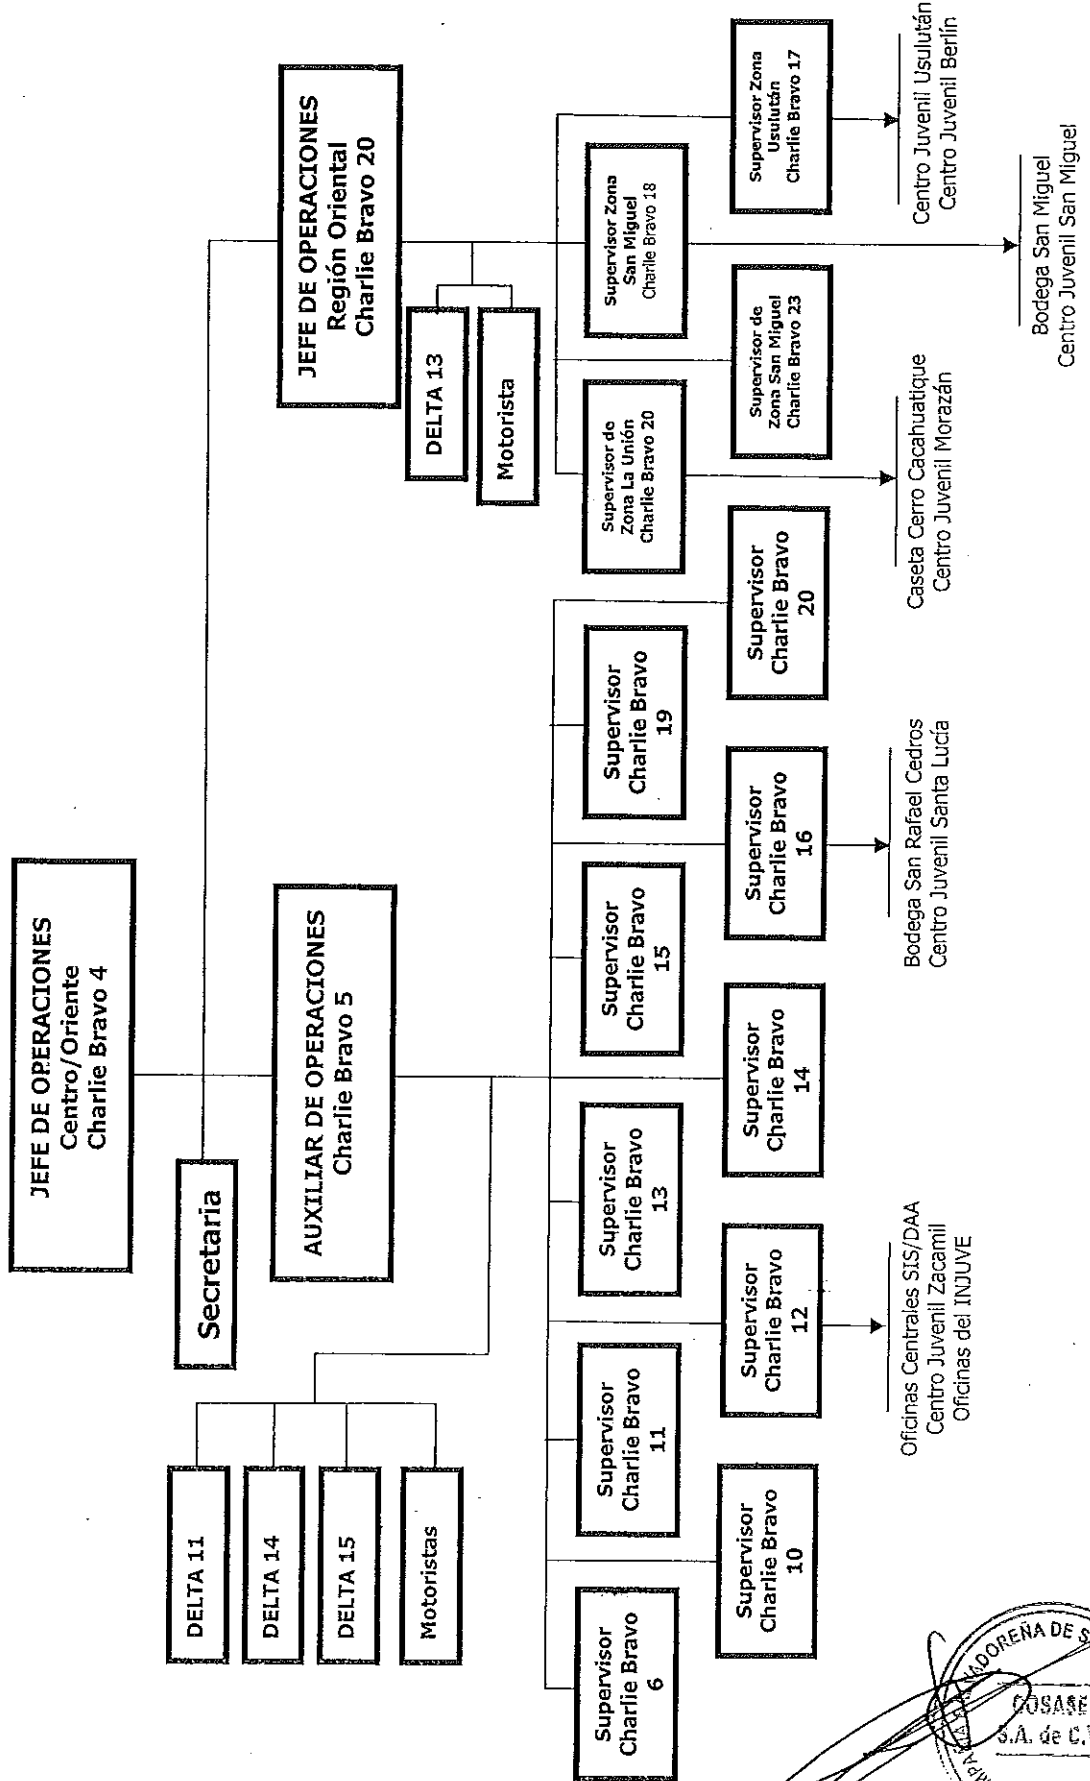 JEFE DE OPERACIONES
Centro/Oriente
Charlie Bravo 4
Secretaria
AUXILIAR DE OPERACIONES
Charlie Bravo 5
DELTA 11
DELTA 14
DELTA 15
Motoristas
JEFE DE OPERACIONES
Región Oriental
Charlie Bravo 20
DELTA 13
Motorista
Supervisor
Charlie Bravo
6
Supervisor
Charlie Bravo
10
Supervisor
Charlie Bravo
11
Supervisor
Charlie Bravo
12
Oficinas Centrales SIS/DAA
Centro Juvenil Zacamil
Oficinas del INJUVE
Supervisor
Charlie Bravo
13
Supervisor
Charlie Bravo
14
Supervisor
Charlie Bravo
15
Supervisor
Charlie Bravo
16
Bodega San Rafael Cedros
Centro Juvenil Santa Lucía
Supervisor
Charlie Bravo
19
Supervisor
Charlie Bravo
20
Supervisor de
Zona La Unión
Charlie Bravo 20
Caseta Cerro Cacahuatique
Centro Juvenil Morazán
Supervisor de
Zona San Miguel
Charlie Bravo 23
Supervisor Zona
San Miguel
Charlie Bravo 18
Bodega San Miguel
Centro Juvenil San Miguel
Supervisor Zona
Usulután
Charlie Bravo 17
Centro Juvenil Usulután
Centro Juvenil Berlín
DE S
COSASE
S.A. de C.V